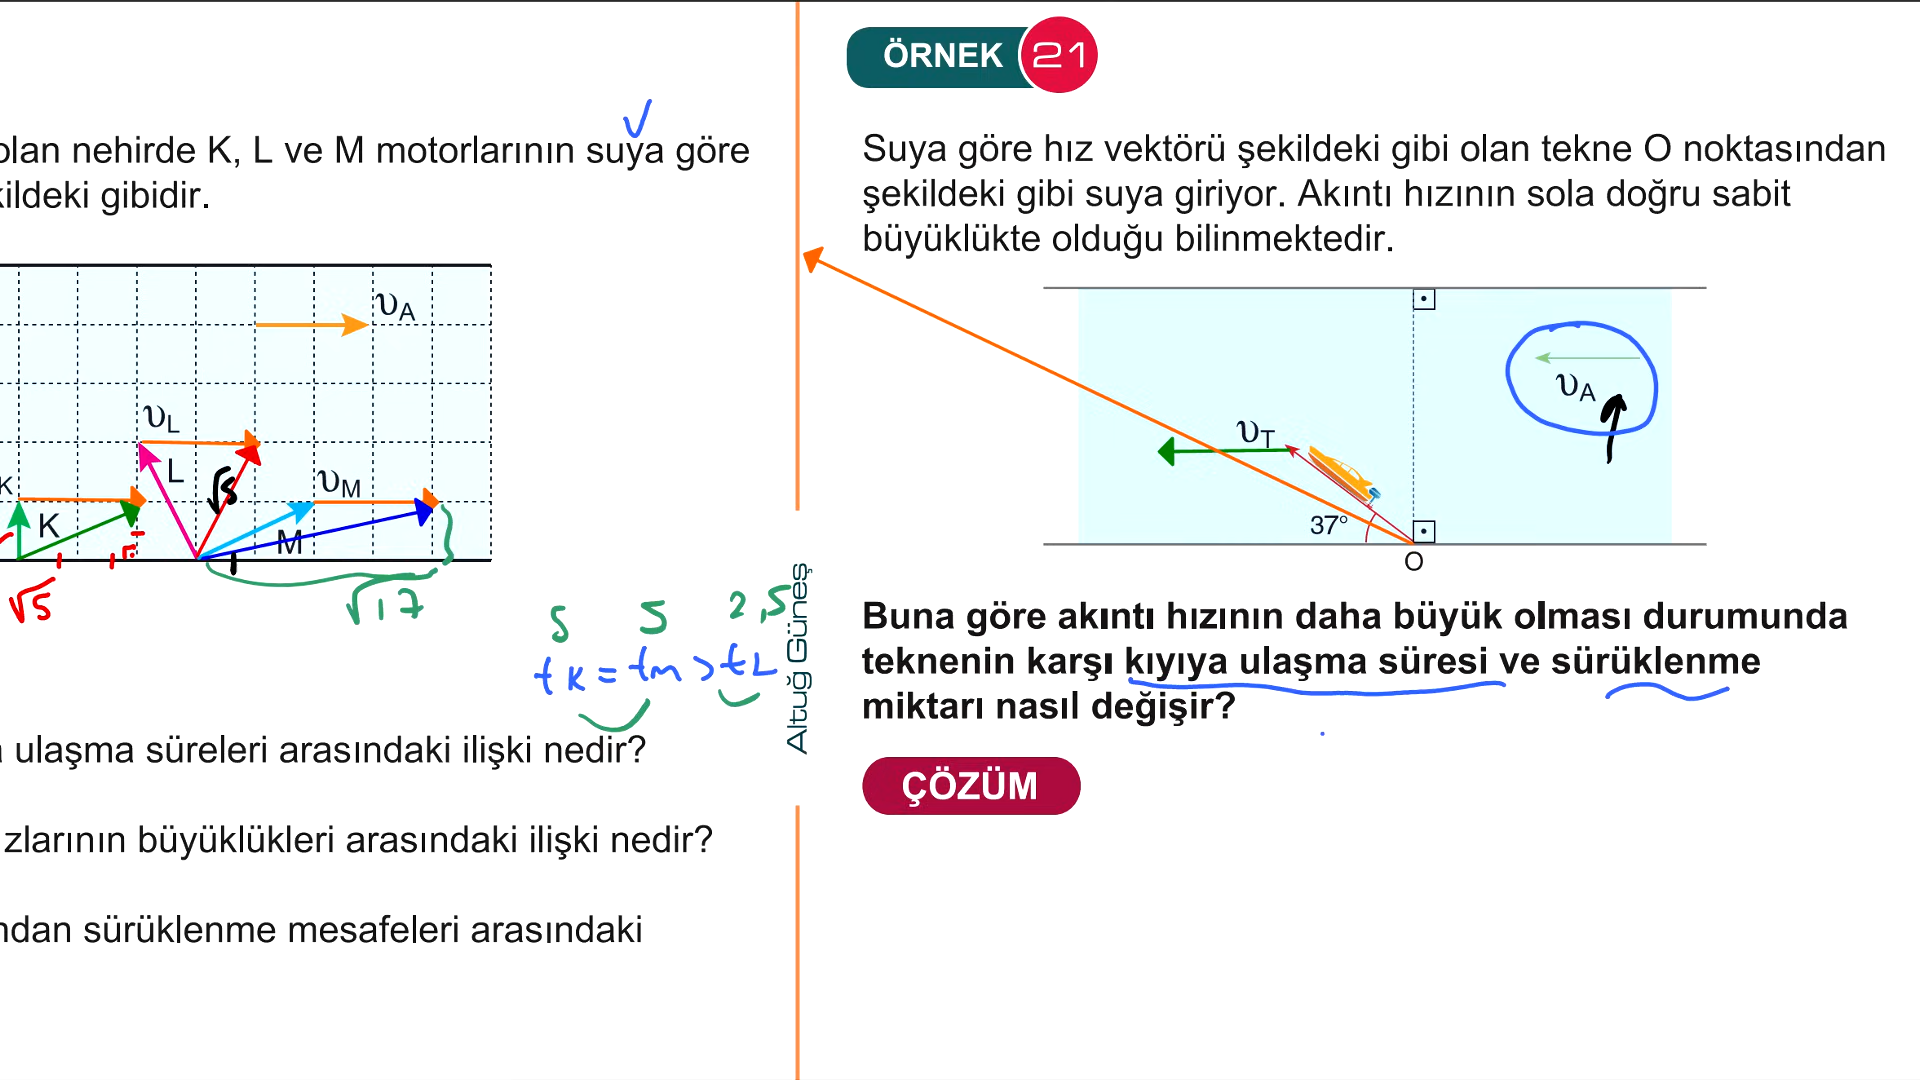 olan nehirde K, L ve M motorlarının suya göre
kildeki gibidir.
υA
υL
L
√8
υM
K
K
M
√5
√17
5 5 2,5
tK = tM > tL
ulaşma süreleri arasındaki ilişki nedir?
zlarının büyüklükleri arasındaki ilişki nedir?
ndan sürüklenme mesafeleri arasındaki
Altuğ Güneş
ÖRNEK 21
Suya göre hız vektörü şekildeki gibi olan tekne O noktasından
şekildeki gibi suya giriyor. Akıntı hızının sola doğru sabit
büyüklükte olduğu bilinmektedir.
υA
υT
37°
O
Buna göre akıntı hızının daha büyük olması durumunda
teknenin karşı kıyıya ulaşma süresi ve sürüklenme
miktarı nasıl değişir?
ÇÖZÜM